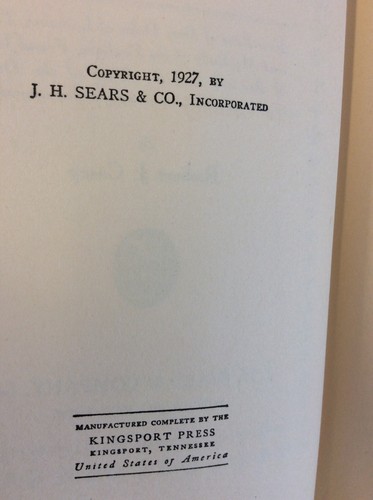 COPYRIGHT, 1927, BY
J. H. SEARS & CO., INCORPORATED
MANUFACTURED COMPLETE BY THE
KINGSPORT PRESS
KINGSPORT, TENNESSEE
United States of America